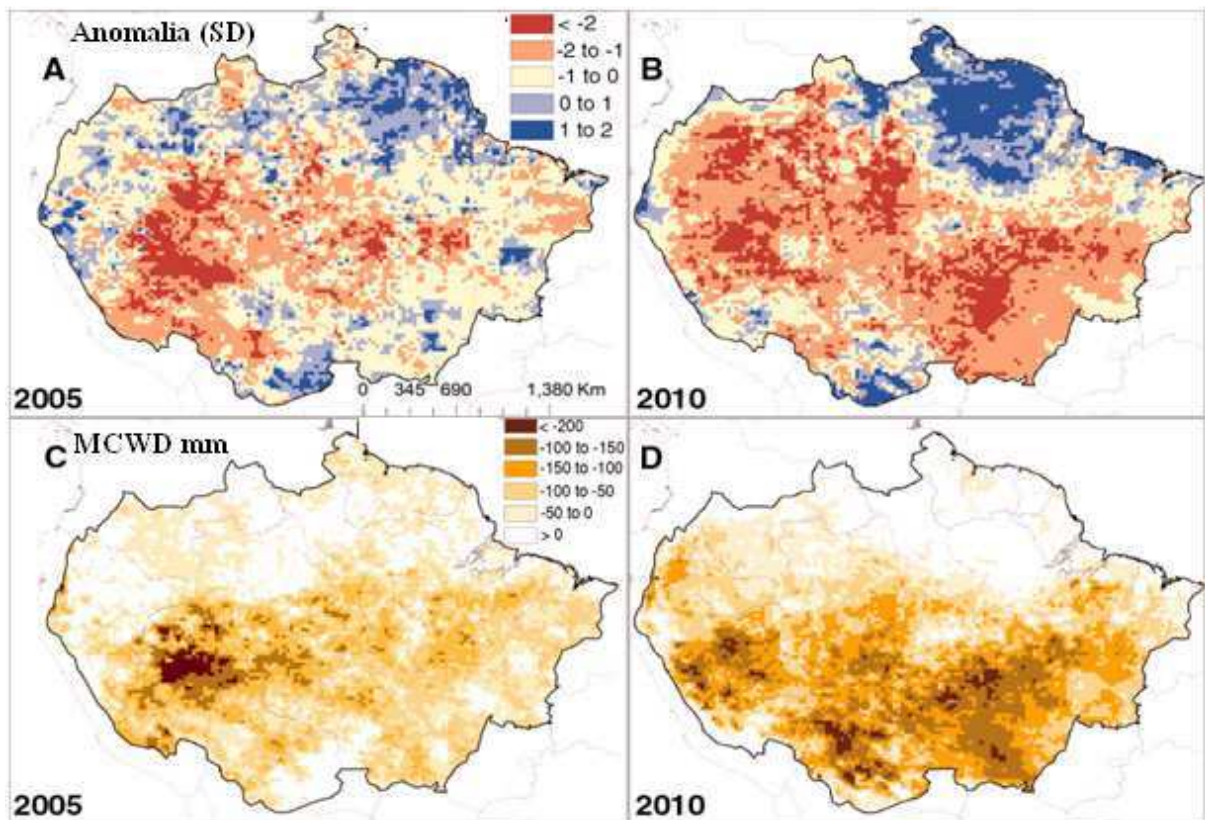 Anomalia (SD)
A
< -2
-2 to -1
-1 to 0
0 to 1
1 to 2
B
2005
0 345 690 1,380 Km
2010
MCWD mm
C
< -200
-100 to -150
-150 to -100
-100 to -50
-50 to 0
> 0
D
2005
2010